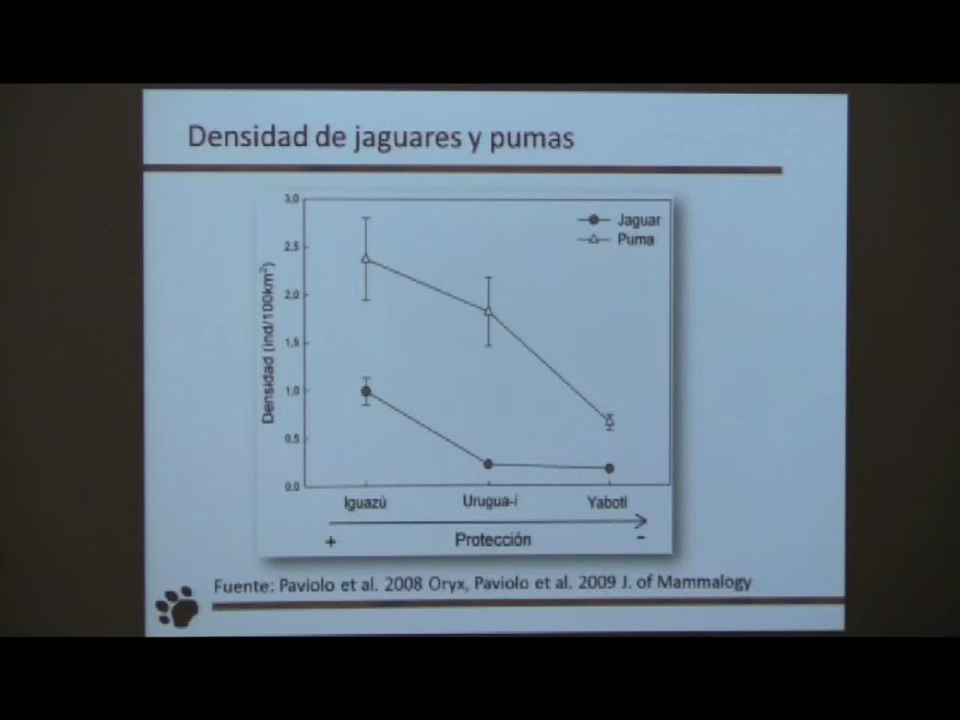 Densidad de jaguares y pumas
3,0
2,5
2,0
1,5
1,0
0,5
0,0
Densidad (ind/100km²)
Jaguar
Puma
Iguazú
Urugua-í
Yabotí
Protección
+
-
Fuente: Paviolo et al. 2008 Oryx, Paviolo et al. 2009 J. of Mammalogy